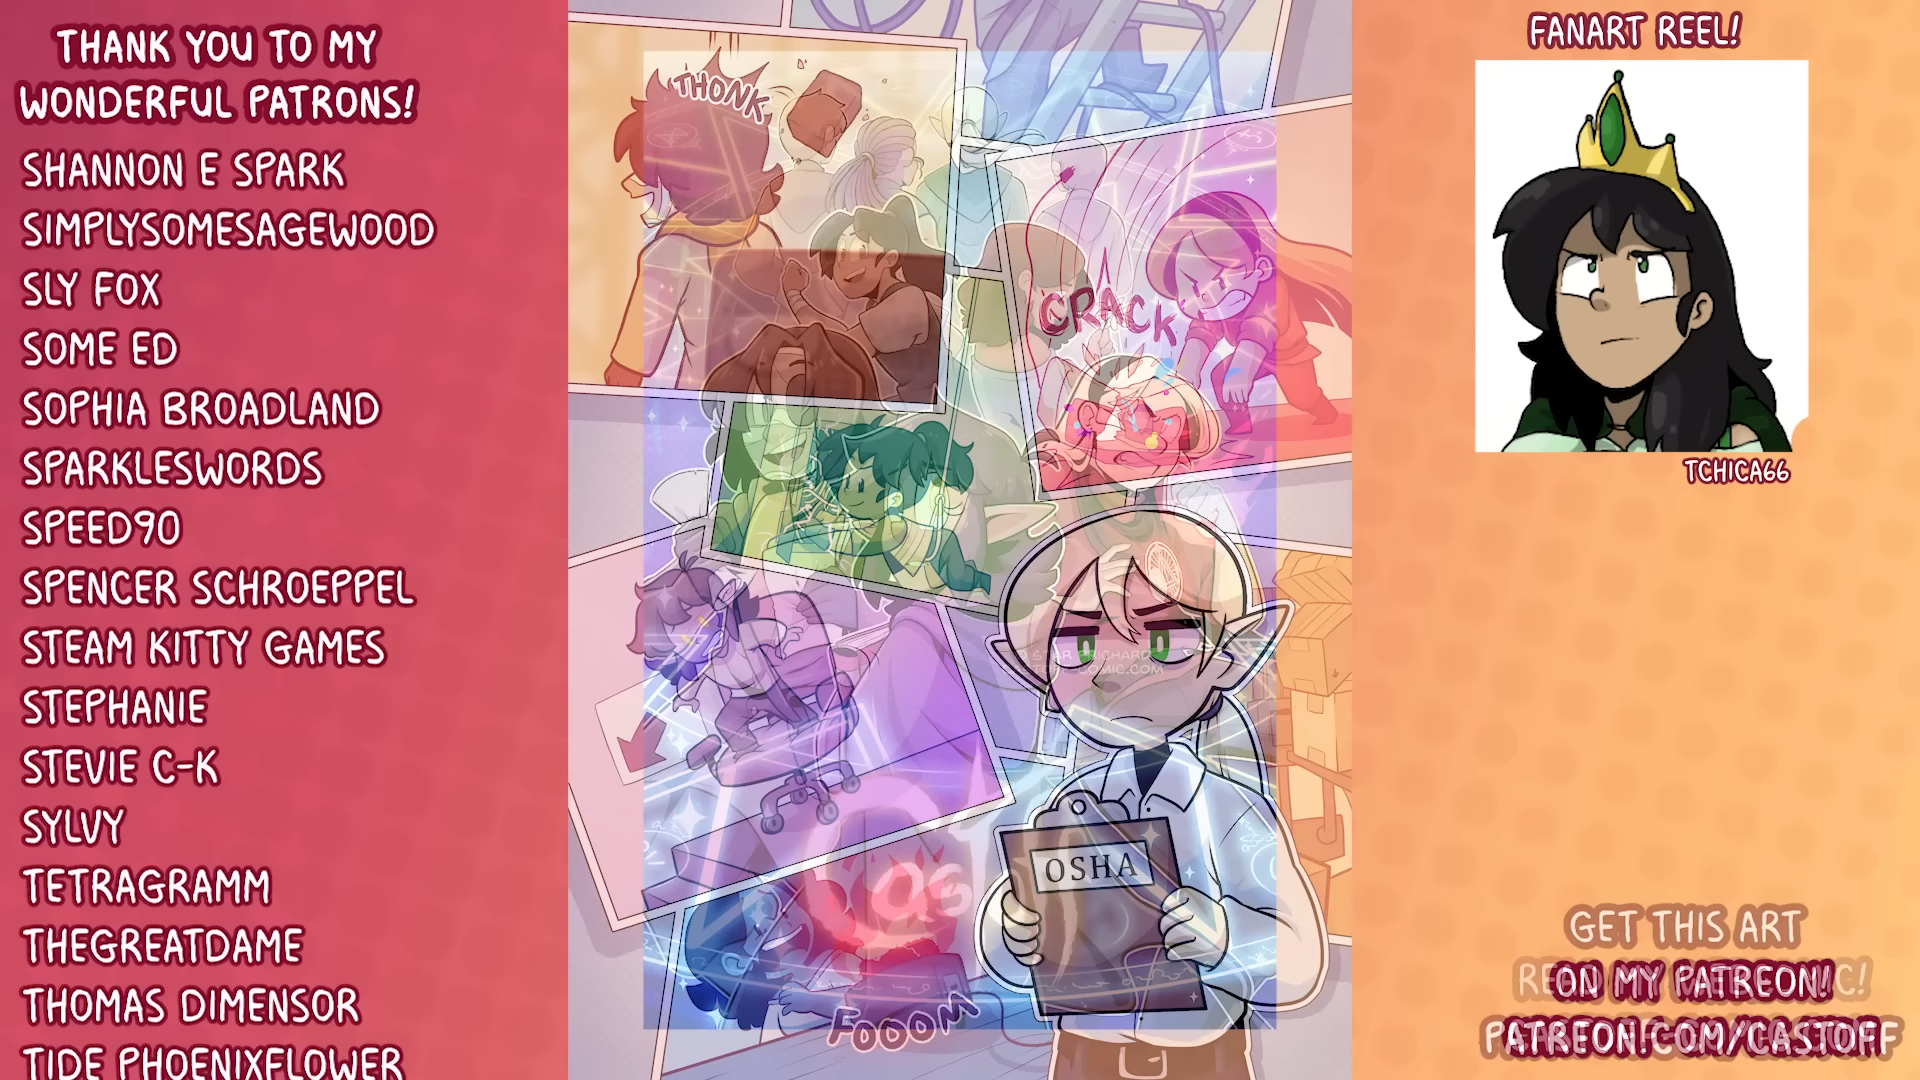 THANK YOU TO MY
WONDERFUL PATRONS!
SHANNON E SPARK
SIMPLYSOMESAGEWOOD
SLY FOX
SOME ED
SOPHIA BROADLAND
SPARKLESWORDS
SPEED90
SPENCER SCHROEPPEL
STEAM KITTY GAMES
STEPHANIE
STEVIE C-K
SYLVY
TETRAGRAMM
THEGREATDAME
THOMAS DIMENSOR
TIDE PHOENIXFLOWER
THONK
CRACK
STAR PRICHARD
OSHA
FOOOM
FANART REEL!
TCHICA66
GET THIS ART
ON MY PATREON!
PATREON.COM/CASTOFF